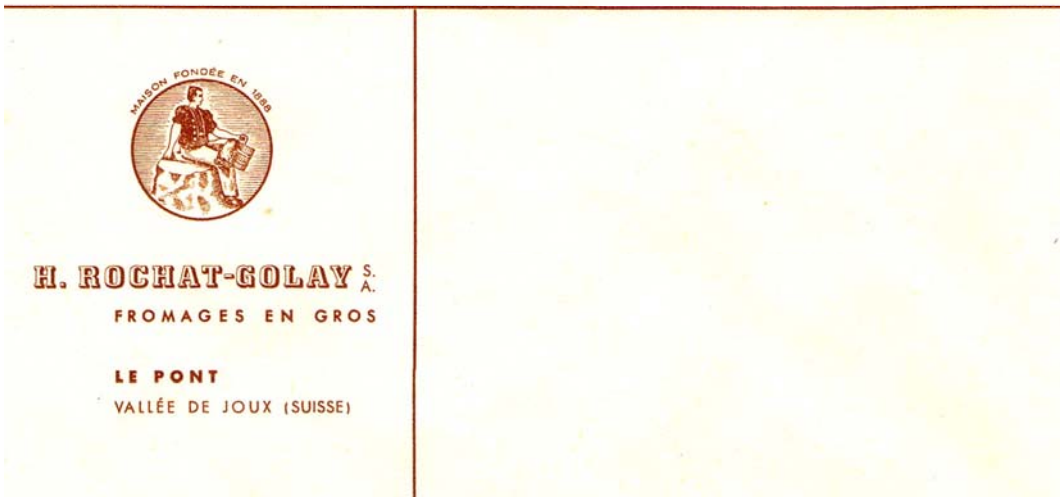 MAISON FONDÉE EN 1888
H. ROCHAT-GOLAY S.A.
FROMAGES EN GROS
LE PONT
VALLÉE DE JOUX (SUISSE)